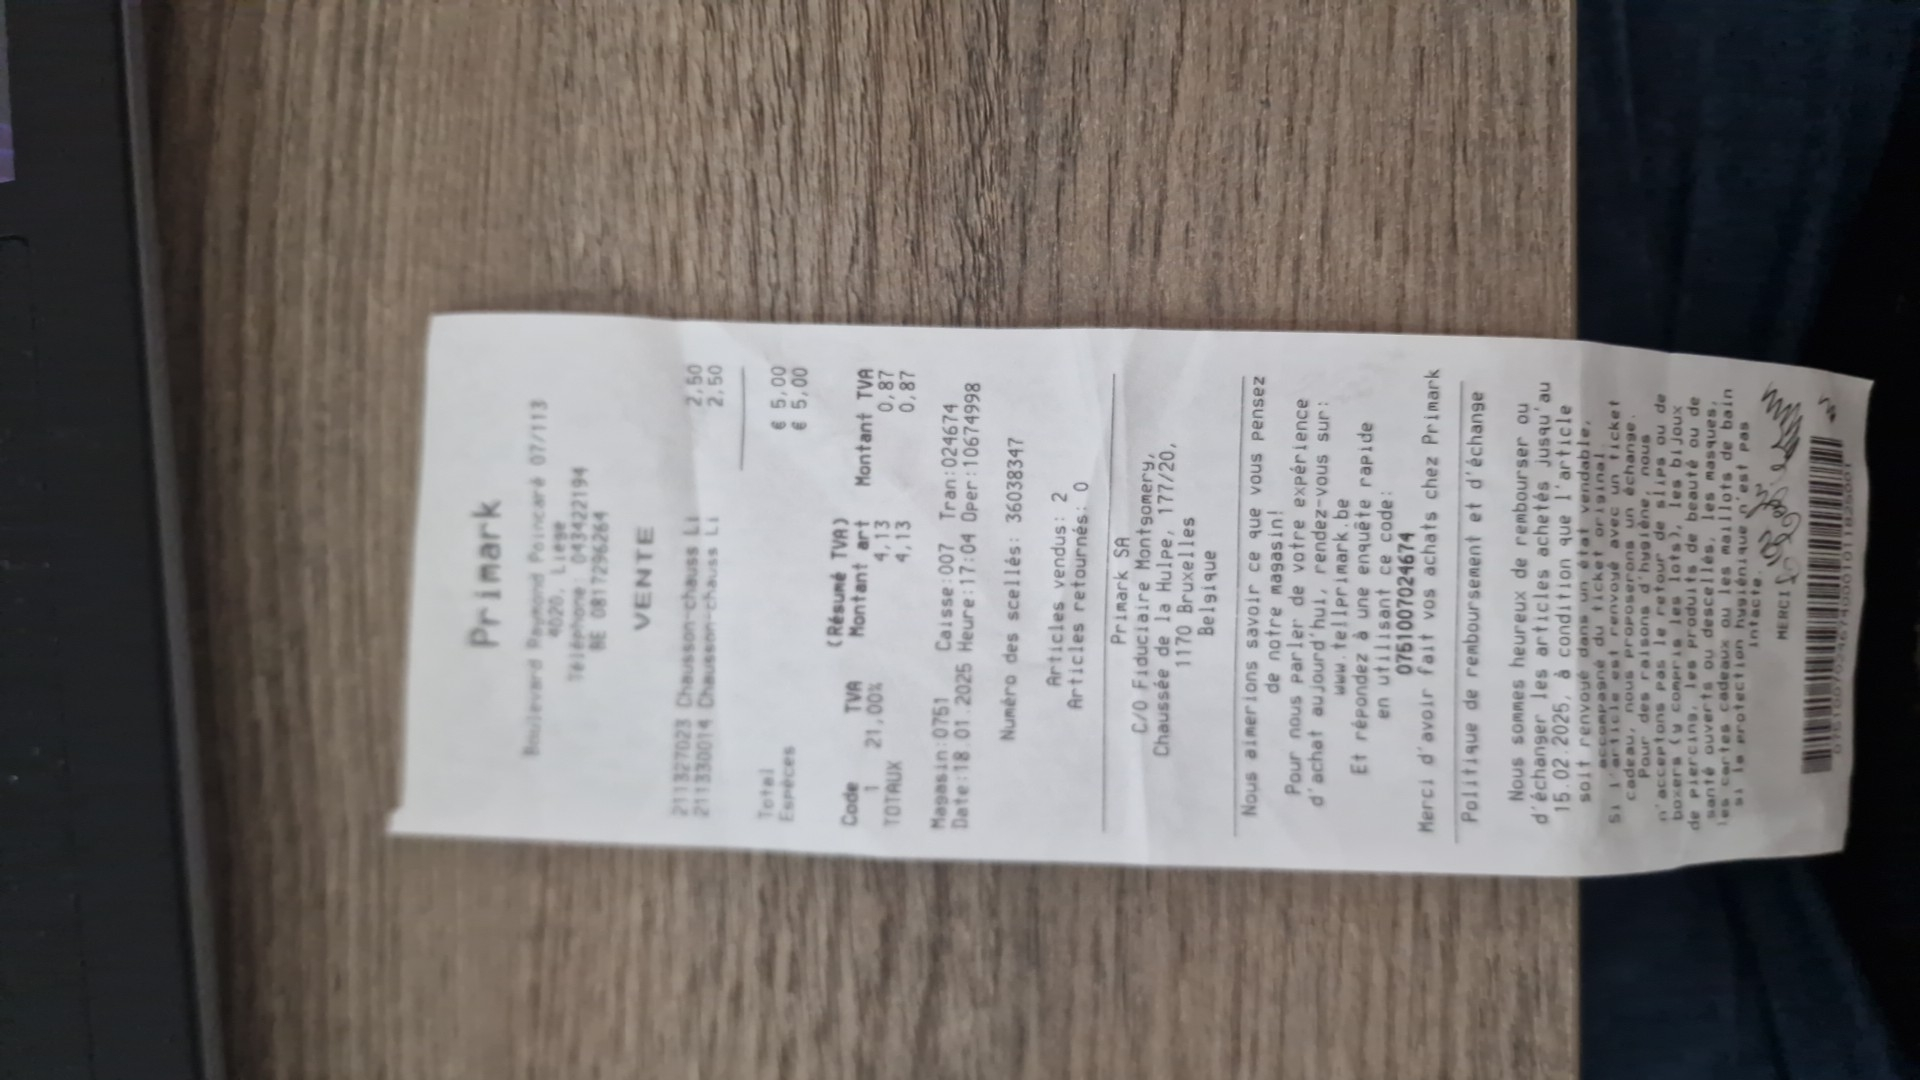 Primark
Boulevard Raymond Poincaré 07/113
4020, Liège
Téléphone: 043422194
BE 0817296264
VENTE
211327023 Chausson-chauss Li 2,50
211330014 Chausson-chauss Li 2,50
Total € 5,00
Espèces € 5,00
(Résumé TVA)
Code TVA Montant art Montant TVA
1 21,00% 4,13 0,87
TOTAUX 4,13 0,87
Magasin:0751 Caisse:007 Tran:024674
Date:18.01.2025 Heure:17:04 Oper:10674998
Numéro des scellés: 36038347
Articles vendus: 2
Articles retournés: 0
Primark SA
C/O Fiduciaire Montgomery,
Chaussée de la Hulpe, 177/20,
1170 Bruxelles
Belgique
Nous aimerions savoir ce que vous pensez
de notre magasin!
Pour nous parler de votre expérience
d'achat aujourd'hui, rendez-vous sur:
www.tellprimark.be
Et répondez à une enquête rapide
en utilisant ce code:
0751007024674
Merci d'avoir fait vos achats chez Primark
Politique de remboursement et d'échange
Nous sommes heureux de rembourser ou
d'échanger les articles achetés jusqu'au
15.02.2025, à condition que l'article
soit renvoyé dans un état vendable,
accompagné du ticket original.
Si l'article est renvoyé avec un ticket
cadeau, nous proposerons un échange.
Pour des raisons d'hygiène, nous
n'acceptons pas le retour de slips ou de
boxers (y compris les lots), les bijoux
de piercing, les produits de beauté ou de
santé ouverts ou descellés, les masques,
les cartes cadeaux ou les maillots de bain
si la protection hygiénique n'est pas
intacte.
MERCI